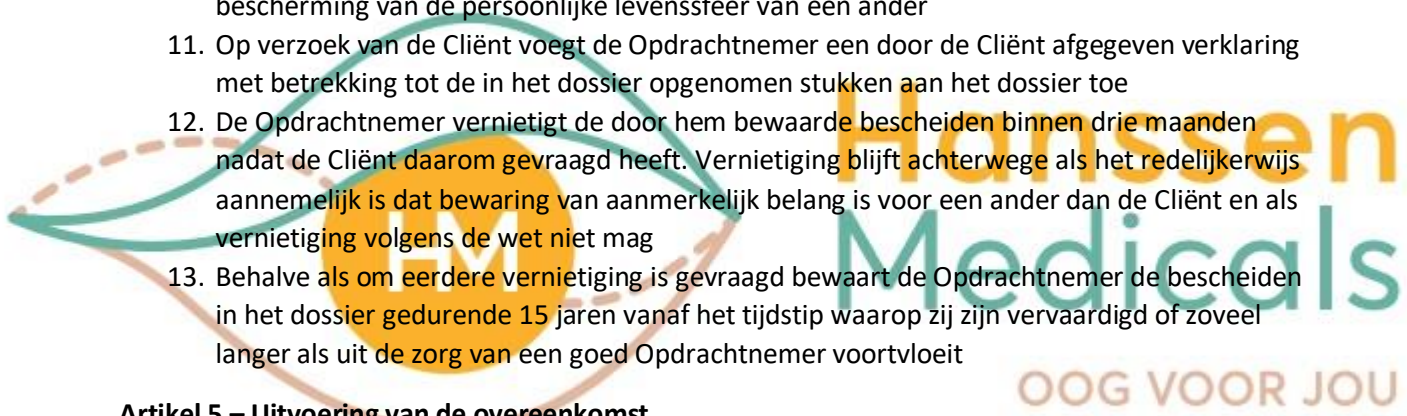 bescherming van de persoonlijke levenssfeer van een ander
11. Op verzoek van de Cliënt voegt de Opdrachtnemer een door de Cliënt afgegeven verklaring
met betrekking tot de in het dossier opgenomen stukken aan het dossier toe
12. De Opdrachtnemer vernietigt de door hem bewaarde bescheiden binnen drie maanden
nadat de Cliënt daarom gevraagd heeft. Vernietiging blijft achterwege als het redelijkerwijs
aannemelijk is dat bewaring van aanmerkelijk belang is voor een ander dan de Cliënt en als
vernietiging volgens de wet niet mag
13. Behalve als om eerdere vernietiging is gevraagd bewaart de Opdrachtnemer de bescheiden
in het dossier gedurende 15 jaren vanaf het tijdstip waarop zij zijn vervaardigd of zoveel
langer als uit de zorg van een goed Opdrachtnemer voortvloeit
Artikel 5 – Uitvoering van de overeenkomst
HM
Hanssen
Medicals
OOG VOOR JOU